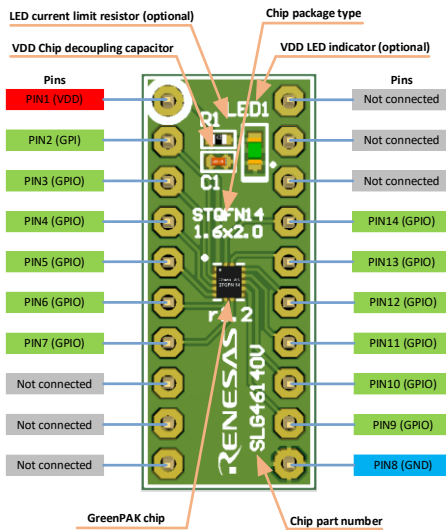 LED current limit resistor (optional)
Chip package type
VDD Chip decoupling capacitor
VDD LED indicator (optional)
Pins
Pins
PIN1 (VDD)
Not connected
R1
LED1
PIN2 (GPI)
Not connected
PIN3 (GPIO)
C1
Not connected
PIN4 (GPIO)
STQFN14
1.6x2.0
PIN14 (GPIO)
PIN5 (GPIO)
PIN13 (GPIO)
PIN6 (GPIO)
STQFN14
PIN12 (GPIO)
PIN7 (GPIO)
PIN11 (GPIO)
Not connected
RENESAS
SLG46140V
PIN10 (GPIO)
Not connected
PIN9 (GPIO)
Not connected
PIN8 (GND)
GreenPAK chip
Chip part number